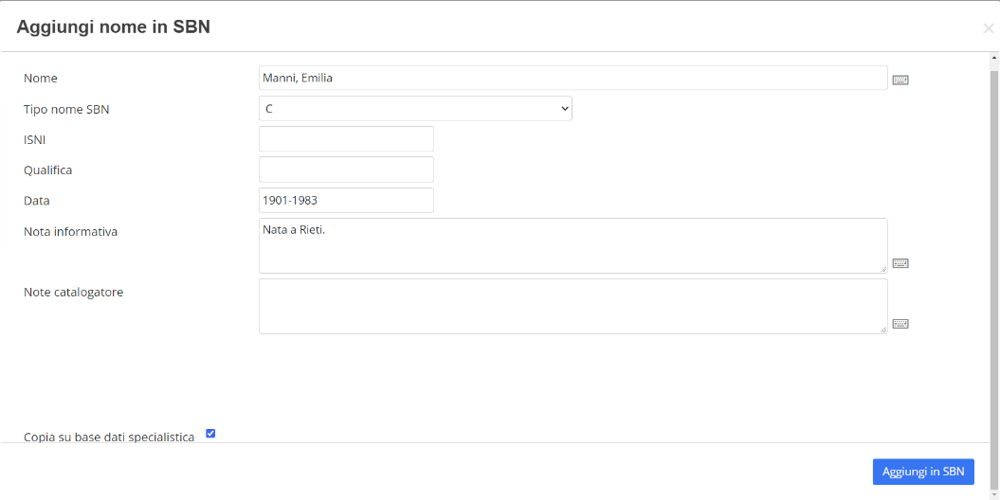 Aggiungi nome in SBN
×
Nome Manni, Emilia
Tipo nome SBN C
ISNI
Qualifica
Data 1901-1983
Nota informativa Nata a Rieti.
Note catalogatore
Copia su base dati specialistica
Aggiungi in SBN